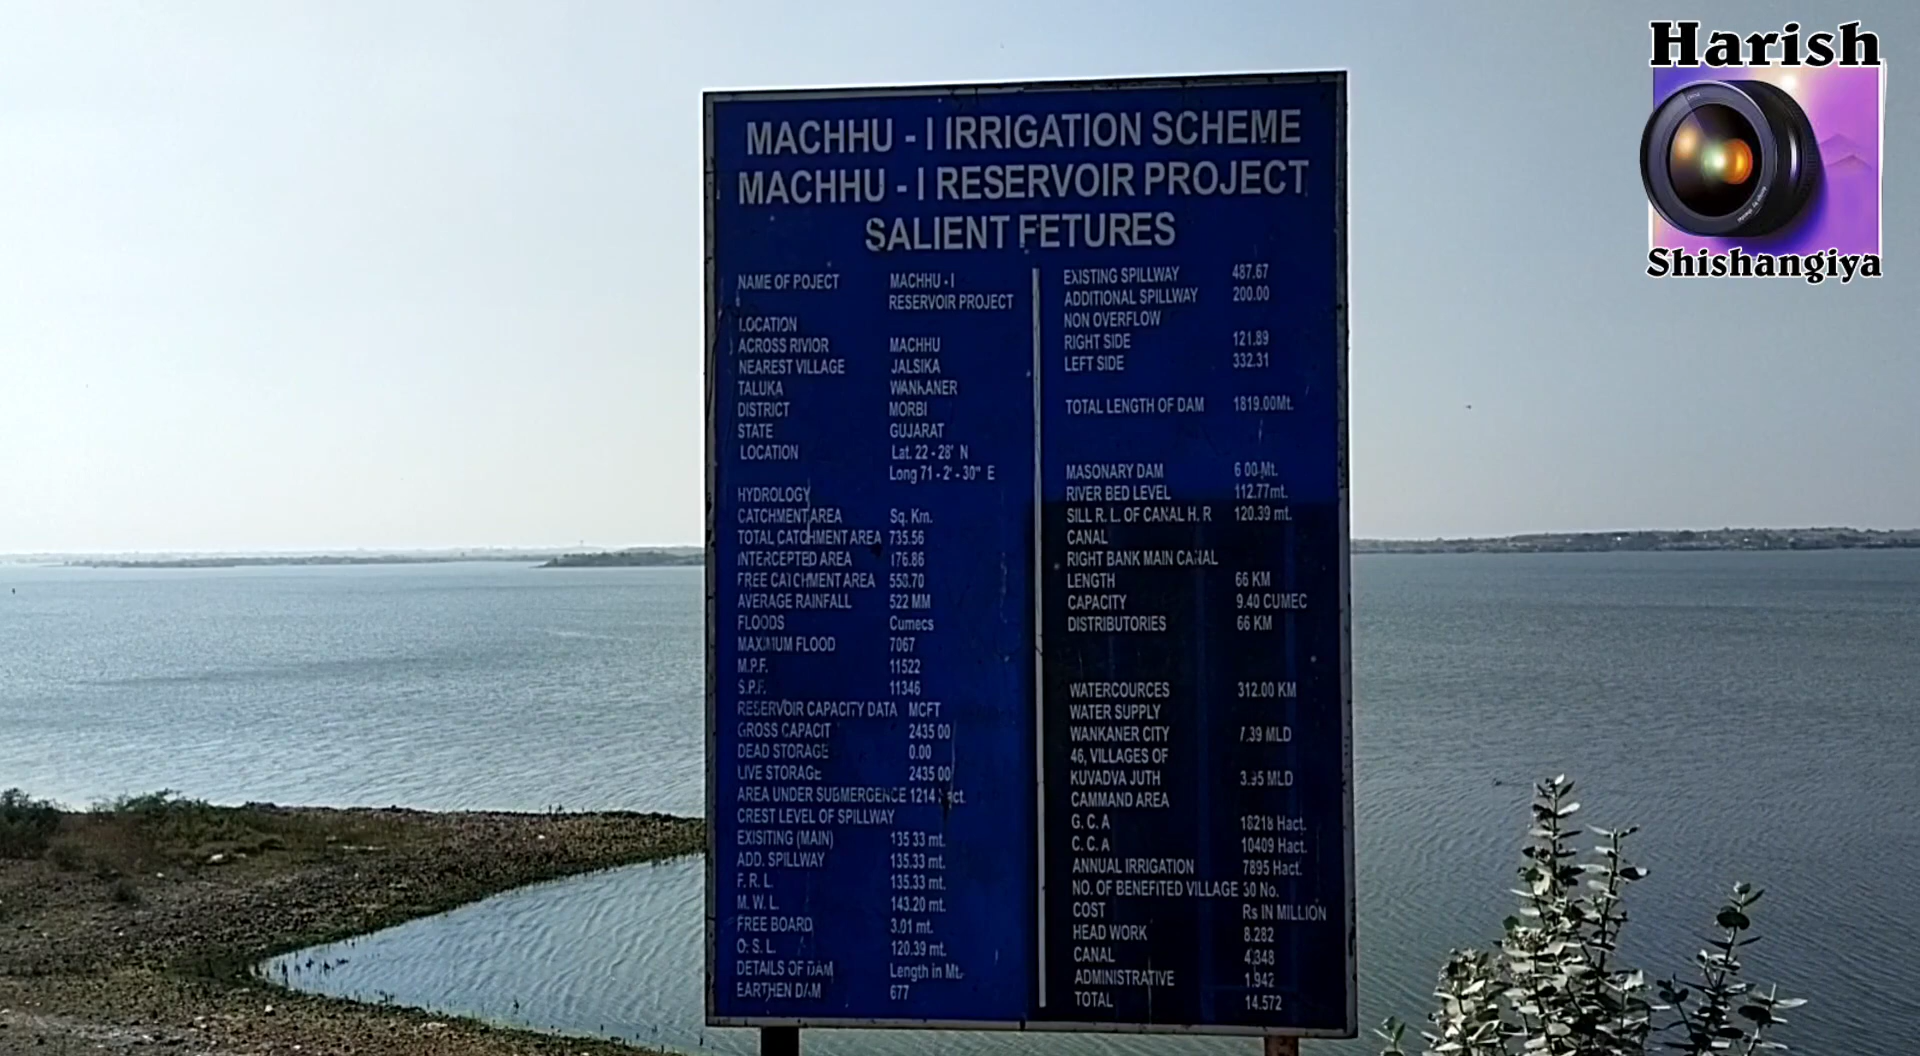 MACHHU - I IRRIGATION SCHEME
MACHHU - I RESERVOIR PROJECT
SALIENT FETURES
NAME OF POJECT MACHHU - I
RESERVOIR PROJECT
LOCATION
ACROSS RIVIOR MACHHU
NEAREST VILLAGE JALSIKA
TALUKA WANKANER
DISTRICT MORBI
STATE GUJARAT
LOCATION Lat. 22 - 28' N
Long 71 - 2' - 30" E
HYDROLOGY
CATCHMENT AREA Sq. Km.
TOTAL CATCHMENT AREA 735.56
INTERCEPTED AREA 176.86
FREE CATCHMENT AREA 558.70
AVERAGE RAINFALL 522 MM
FLOODS Cumecs
MAXIMUM FLOOD 7067
M.P.F. 11522
S.P.F. 11346
RESERVOIR CAPACITY DATA MCFT
GROSS CAPACIT 2435 00
DEAD STORAGE 0.00
LIVE STORAGE 2435 00
AREA UNDER SUBMERGENCE 1214
CREST LEVEL OF SPILLWAY
EXISITING (MAIN) 135 33 mt.
ADD. SPILLWAY 135.33 mt.
F. R. L. 135.33 mt.
M. W. L. 143.20 mt.
FREE BOARD 3.01 mt.
O. S. L. 120.39 mt.
DETAILS OF DAM Length in Mt.
EARTHEN DAM 677
EXISTING SPILLWAY 487.67
ADDITIONAL SPILLWAY 200.00
NON OVERFLOW
RIGHT SIDE 121.89
LEFT SIDE 332.31
TOTAL LENGTH OF DAM 1819.00Mt.
MASONARY DAM 6 00 Mt.
RIVER BED LEVEL 112.77mt.
SILL R. L. OF CANAL H. R 120.39 mt.
CANAL
RIGHT BANK MAIN CANAL
LENGTH 66 KM
CAPACITY 9.40 CUMEC
DISTRIBUTORIES 66 KM
WATERCOURCES 312.00 KM
WATER SUPPLY
WANKANER CITY 7.39 MLD
46, VILLAGES OF
KUVADVA JUTH 3.95 MLD
CAMMAND AREA
G. C. A 18218 Hact.
C. C. A 10409 Hact.
ANNUAL IRRIGATION 7895 Hact.
NO. OF BENEFITED VILLAGE 30 No.
COST Rs IN MILLION
HEAD WORK 8.282
CANAL 4.348
ADMINISTRATIVE 1.942
TOTAL 14.572
Harish
Shishangiya